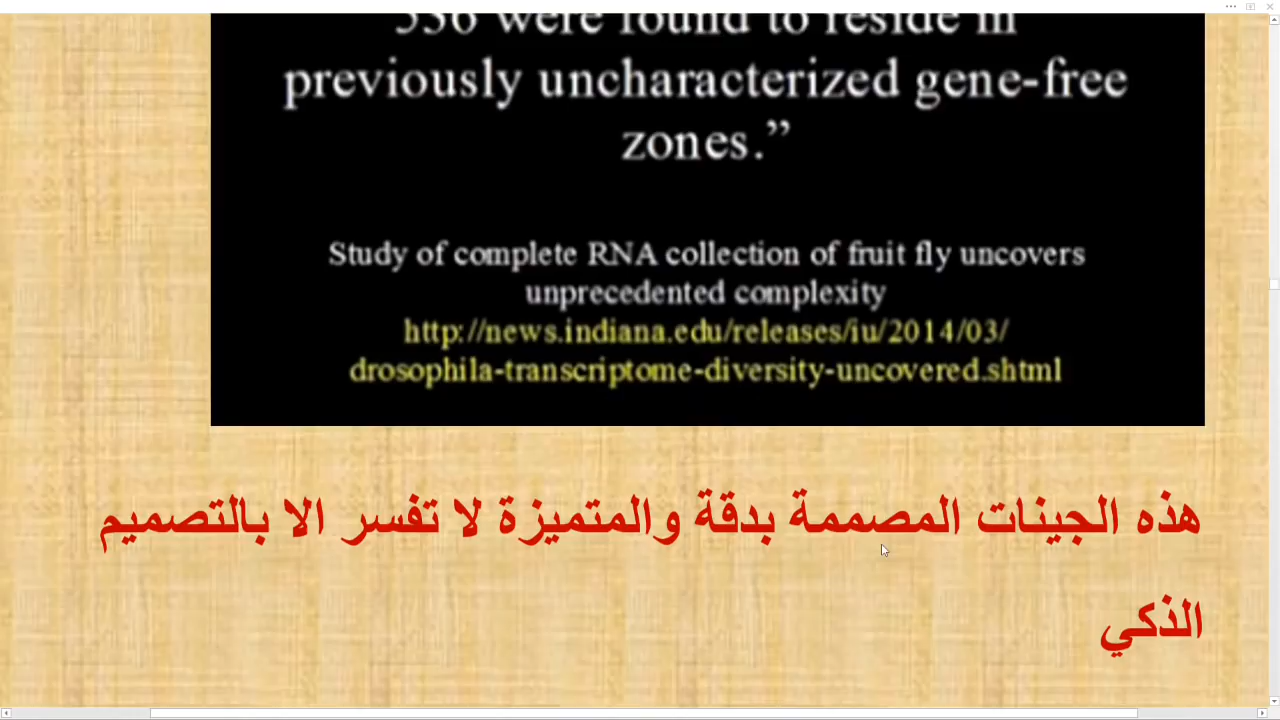 536 were found to reside in
previously uncharacterized gene-free
zones.”
Study of complete RNA collection of fruit fly uncovers
unprecedented complexity
http://news.indiana.edu/releases/iu/2014/03/
drosophila-transcriptome-diversity-uncovered.shtml
هذه الجينات المصممة بدقة والمتميزة لا تفسر الا بالتصميم
الذكي